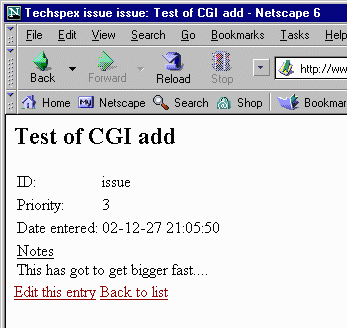 Techspex issue issue: Test of CGI add - Netscape 6
File Edit View Search Go Bookmarks Tasks Help
Back Forward Reload Stop http://ww
Home Netscape Search Shop Bookmar
Test of CGI add
ID: issue
Priority: 3
Date entered: 02-12-27 21:05:50
Notes
This has got to get bigger fast....
Edit this entry Back to list